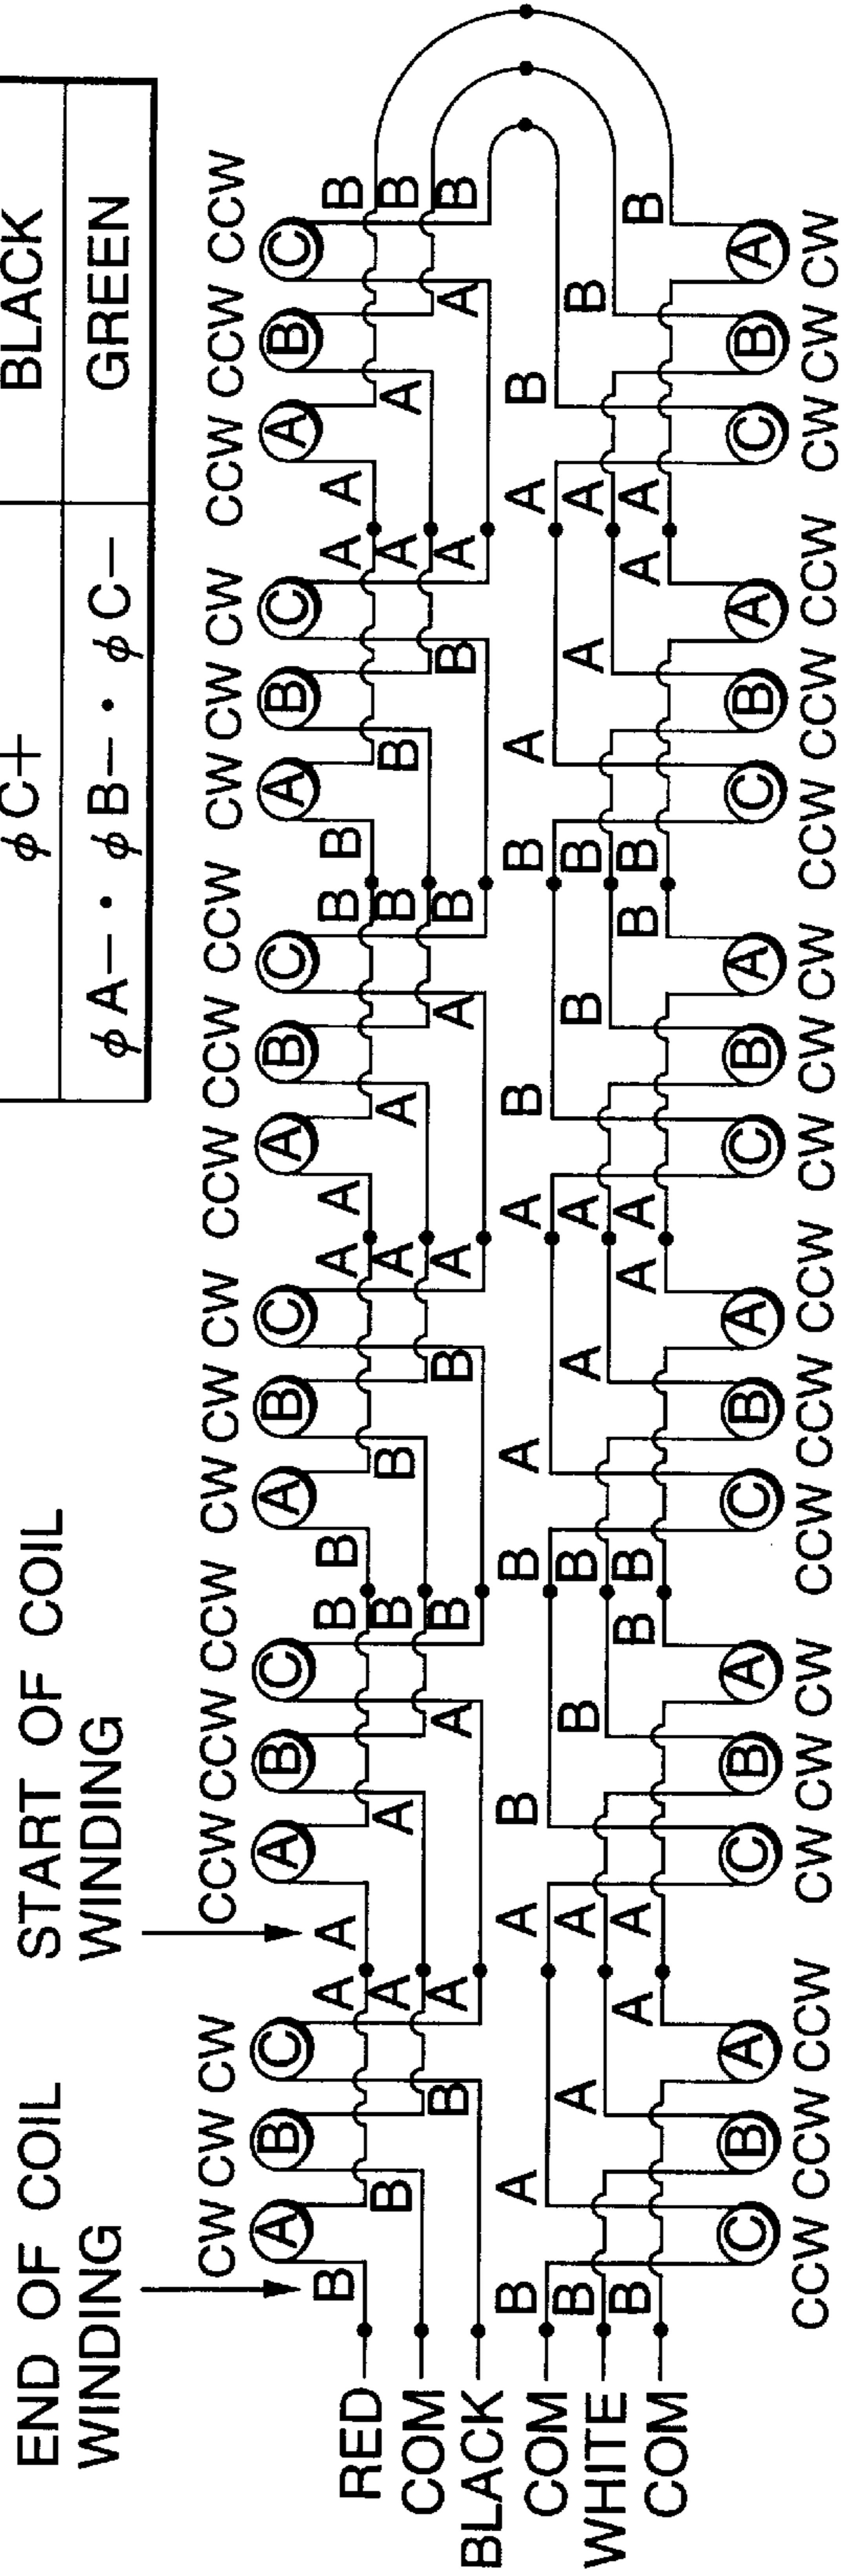 φC+ BLACK
φA−・φB−・φC− GREEN
END OF COIL WINDING
START OF COIL WINDING
CW CW CW CCW CCW CCW CW CW CW CCW CCW CCW CW CW CW CCW CCW CCW
A B C A B C A B C A B C A B C A B C
RED B A A B B A A B B A A B
COM B A A B B A A B B A A B
BLACK B A A B B A A B B A A B
COM B A A B B A A B B A A B
WHITE B A A B B A A B B A A B
COM B A A B B A A B B A A B
C B A C B A C B A C B A C B A C B A
CCW CCW CCW CW CW CW CCW CCW CCW CW CW CW CCW CCW CCW CW CW CW